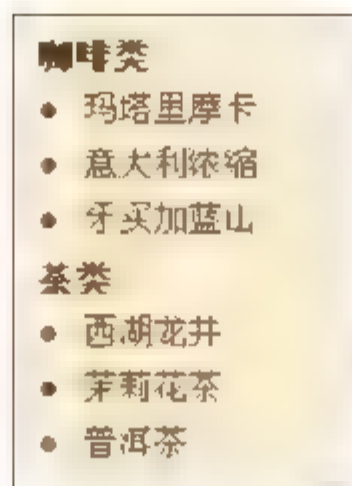 咖啡类
● 玛塔里摩卡
● 意大利浓缩
● 牙买加蓝山
茶类
● 西湖龙井
● 茉莉花茶
● 普洱茶